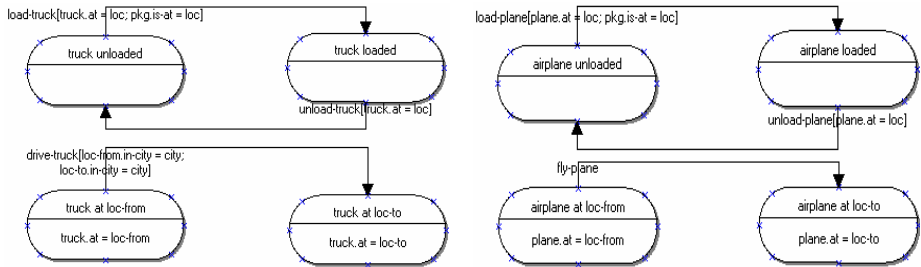 load-truck[truck.at = loc; pkg.is-at = loc]
truck unloaded
truck loaded
unload-truck[truck.at = loc]
drive-truck[loc-from.in-city = city;
loc-to.in-city = city]
truck at loc-from
truck.at = loc-from
truck at loc-to
truck.at = loc-to
load-plane[plane.at = loc; pkg.is-at = loc]
airplane unloaded
airplane loaded
unload-plane[plane.at = loc]
fly-plane
airplane at loc-from
plane.at = loc-from
airplane at loc-to
plane.at = loc-to